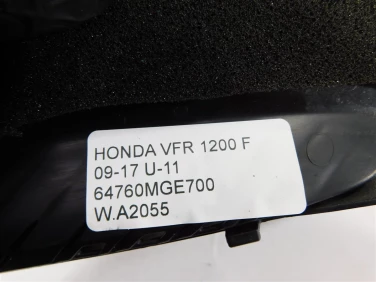 HONDA VFR 1200 F
09-17 U-11
64760MGE700
W.A2055